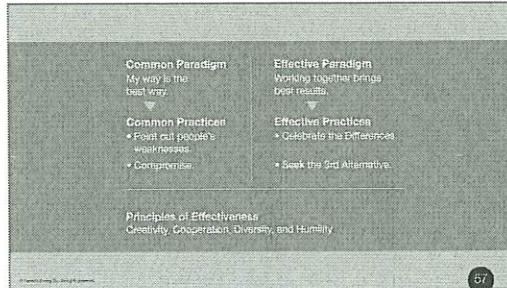 Common Paradigm
My way is the
best way.
Common Practices
• Point out people's
weaknesses.
• Compromise.
Effective Paradigm
Working together brings
best results.
Effective Practices
• Celebrate the Differences.
• Seek the 3rd Alternative.
Principles of Effectiveness
Creativity, Cooperation, Diversity, and Humility
57